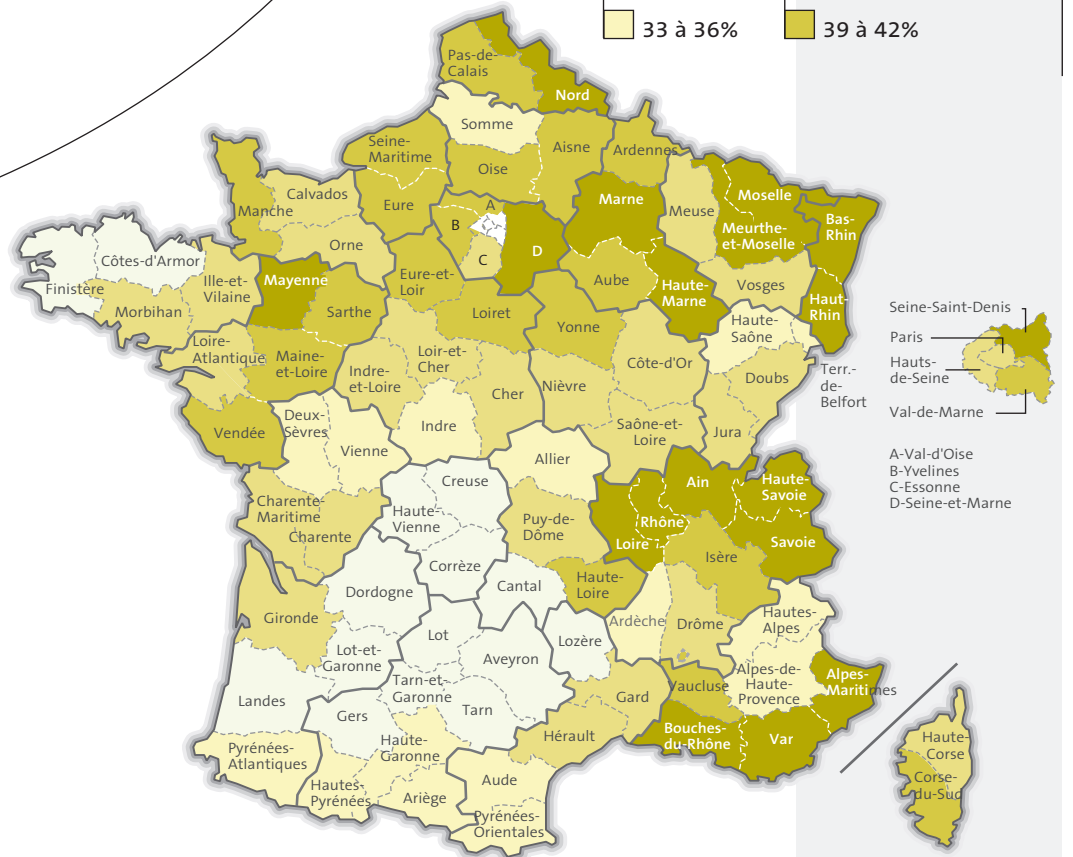 33 à 36%
39 à 42%
Pas-de-
Calais
Nord
Somme
Seine-
Maritime
Oise
Aisne
Ardennes
Eure
Calvados
Manche
Orne
A
B
C
D
Marne
Meuse
Moselle
Meurthe-
et-Moselle
Bas-
Rhin
Haut-
Rhin
Côtes-d'Armor
Finistère
Morbihan
Ille-et-
Vilaine
Mayenne
Sarthe
Eure-et-
Loir
Loiret
Yonne
Aube
Haute-
Marne
Vosges
Haute-
Saône
Terr.-
de-
Belfort
Seine-Saint-Denis
Paris
Hauts-
de-Seine
Val-de-Marne
A-Val-d'Oise
B-Yvelines
C-Essonne
D-Seine-et-Marne
Loire-
Atlantique
Maine-
et-Loire
Indre-
et-Loire
Loir-et-
Cher
Cher
Nièvre
Côte-d'Or
Doubs
Jura
Saône-et-
Loire
Vendée
Deux-
Sèvres
Vienne
Indre
Allier
Creuse
Haute-
Vienne
Charente-
Maritime
Charente
Puy-de-
Dôme
Loire
Rhône
Ain
Haute-
Savoie
Savoie
Isère
Corrèze
Cantal
Haute-
Loire
Dordogne
Gironde
Ardèche
Drôme
Hautes-
Alpes
Lot
Lot-et-
Garonne
Aveyron
Lozère
Tarn-et-
Garonne
Tarn
Landes
Gers
Gard
Vaucluse
Alpes-de-
Haute-
Provence
Alpes-
Maritimes
Haute-
Garonne
Hérault
Bouches-
du-Rhône
Var
Pyrénées-
Atlantiques
Hautes-
Pyrénées
Ariège
Aude
Pyrénées-
Orientales
Haute-
Corse
Corse-
du-Sud